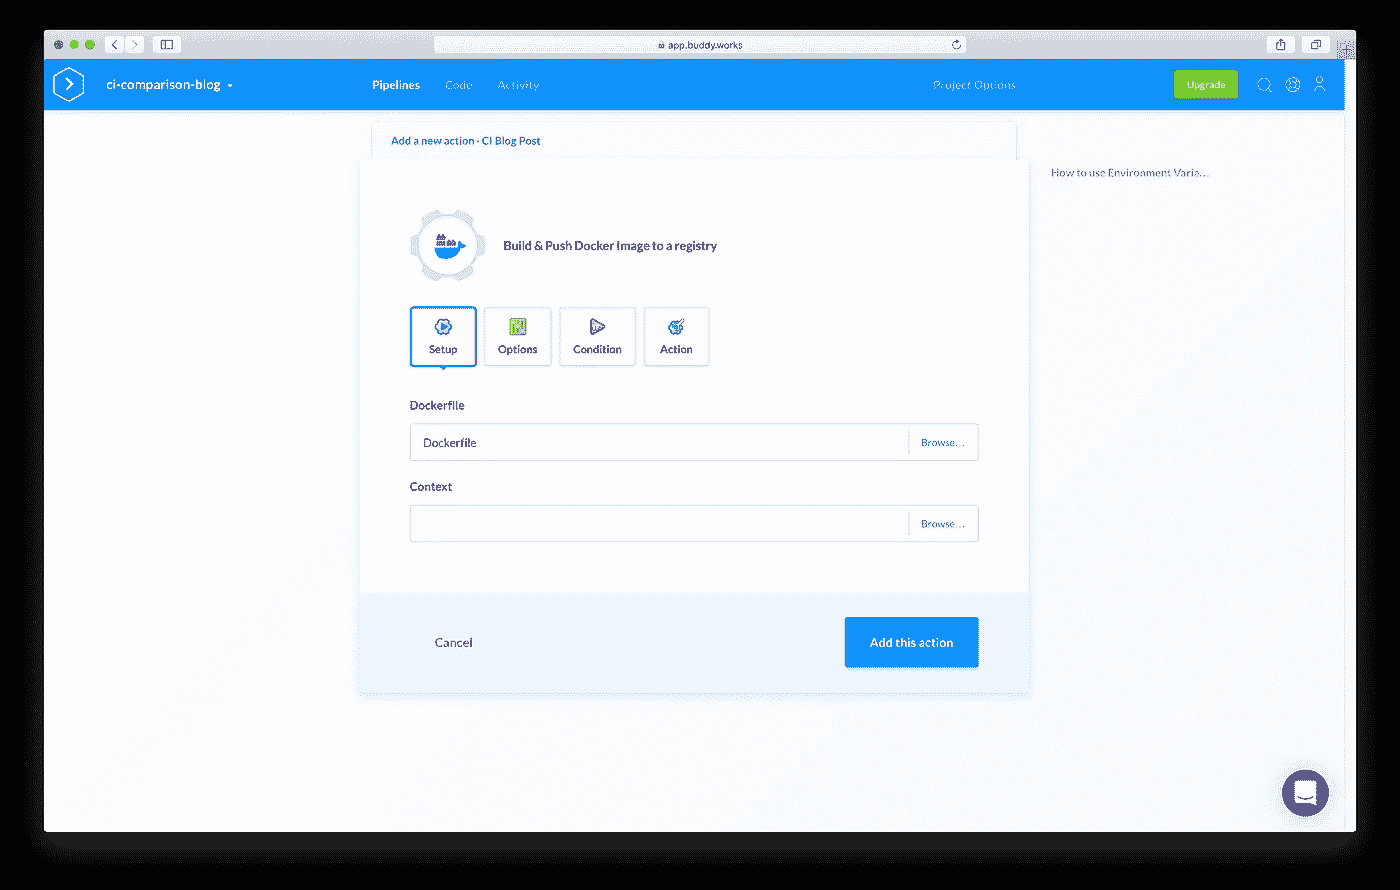 app.buddy.works
ci-comparison-blog
Pipelines
Code
Activity
Project Options
Upgrade
Add a new action - CI Blog Post
How to use Environment Varia...
Build & Push Docker Image to a registry
Setup
Options
Condition
Action
Dockerfile
Dockerfile
Browse...
Context
Browse...
Cancel
Add this action